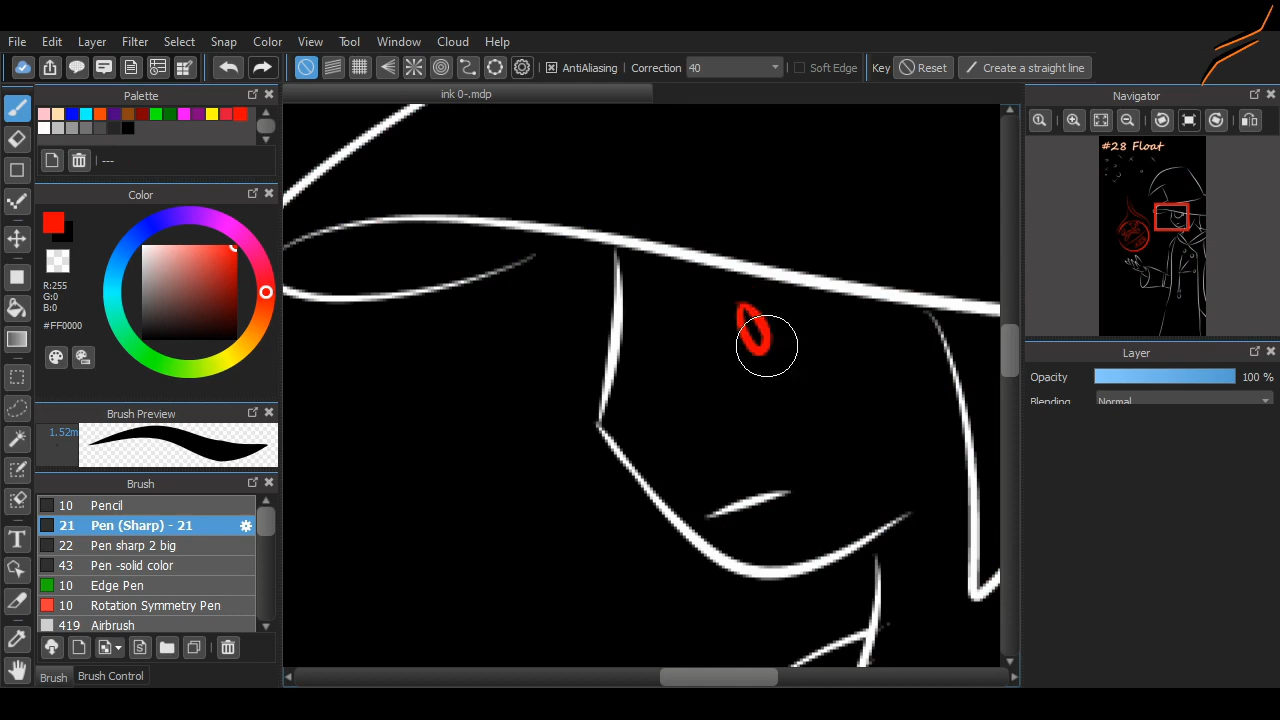 File Edit Layer Filter Select Snap Color View Tool Window Cloud Help
AntiAliasing Correction 40 Soft Edge Key Reset Create a straight line
Palette
---
Color
R:255
G:0
B:0
#FF0000
Brush Preview
1.52m
Brush
10 Pencil
21 Pen (Sharp) - 21
22 Pen sharp 2 big
43 Pen -solid color
10 Edge Pen
10 Rotation Symmetry Pen
419 Airbrush
Brush Brush Control
ink 0-.mdp
Navigator
#28 Float
Layer
Opacity 100 %
Blending Normal